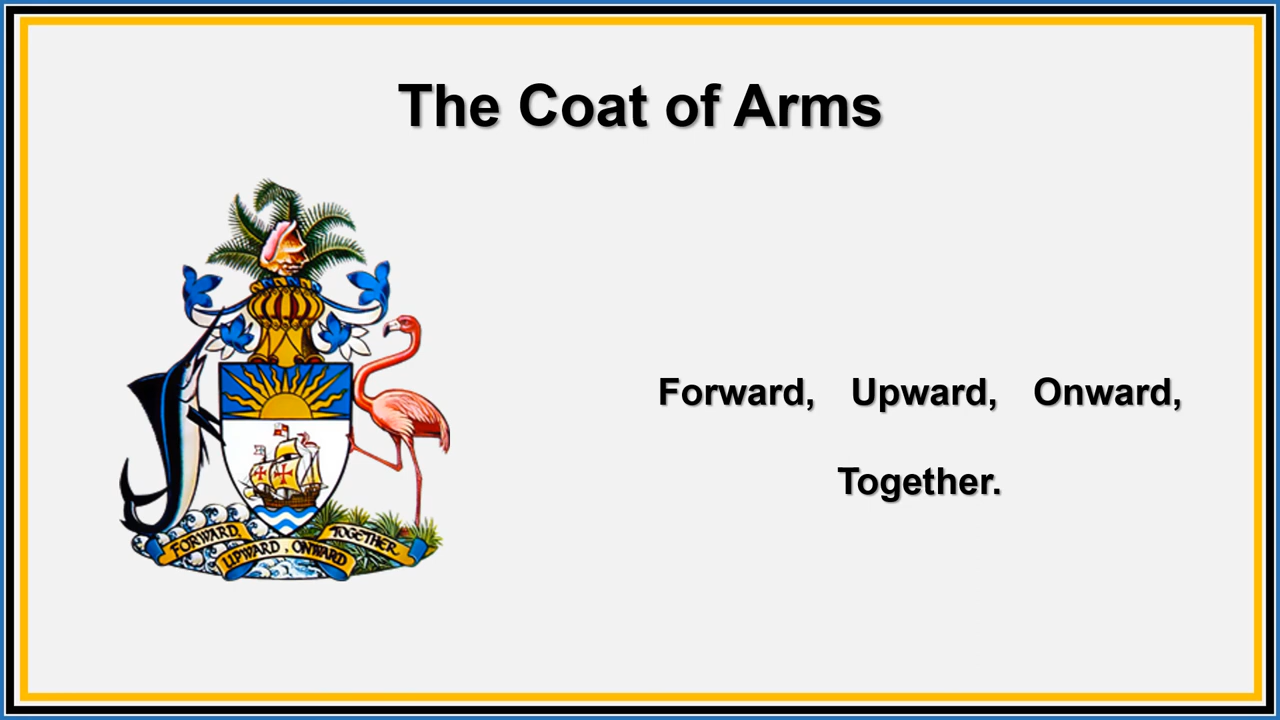 The Coat of Arms
Forward, Upward, Onward,
Together.
FORWARD,
UPWARD, ONWARD
TOGETHER